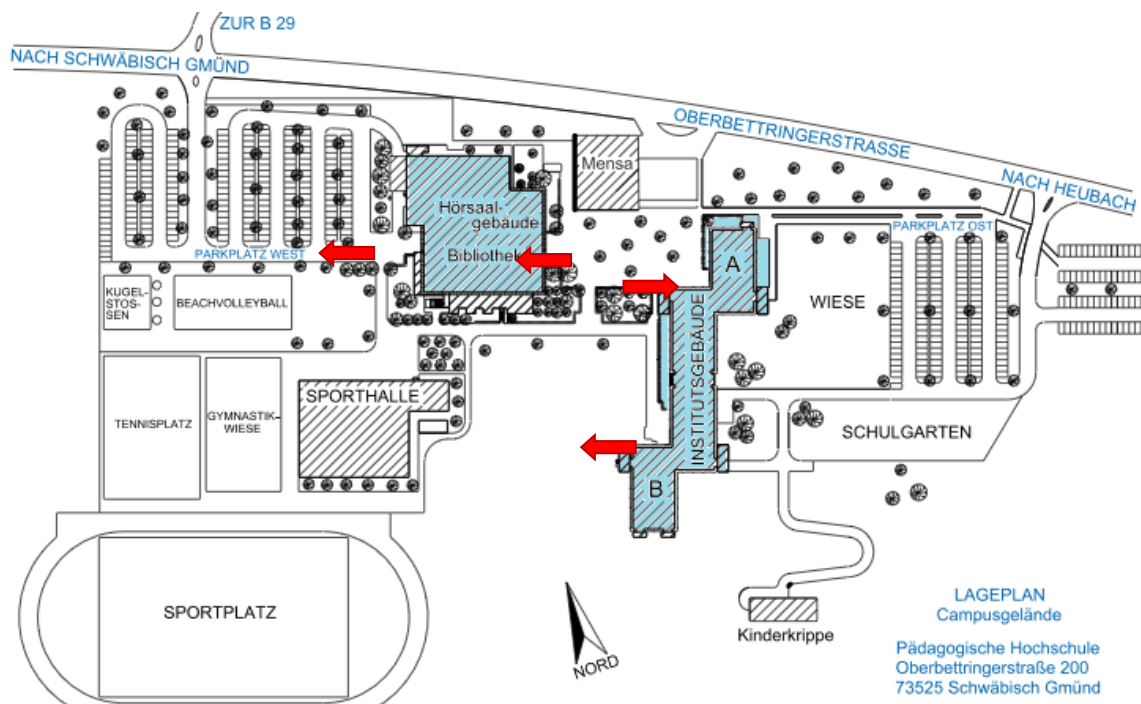 ZUR B 29
NACH SCHWÄBISCH GMÜND
OBERBETTRINGERSTRASSE
NACH HEUBACH
Mensa
Hörsaal-
gebäude
Bibliothek
PARKPLATZ WEST
PARKPLATZ OST
A
KUGEL-
STOS-
SEN
BEACHVOLLEYBALL
WIESE
INSTITUTSGEBÄUDE
SPORTHALLE
TENNISPLATZ
GYMNASTIK-
WIESE
SCHULGARTEN
B
SPORTPLATZ
Kinderkrippe
NORD
LAGEPLAN
Campusgelände
Pädagogische Hochschule
Oberbettringerstraße 200
73525 Schwäbisch Gmünd